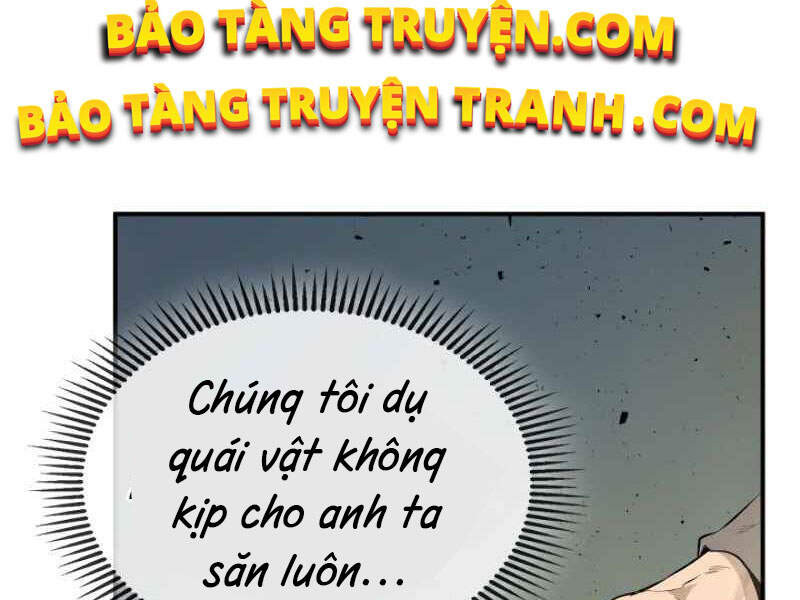 BẢO TÀNG TRUYỆN.COM
BẢO TÀNG TRUYỆN TRANH.COM
Chúng tôi dụ
quái vật không
kịp cho anh ta
săn luôn...